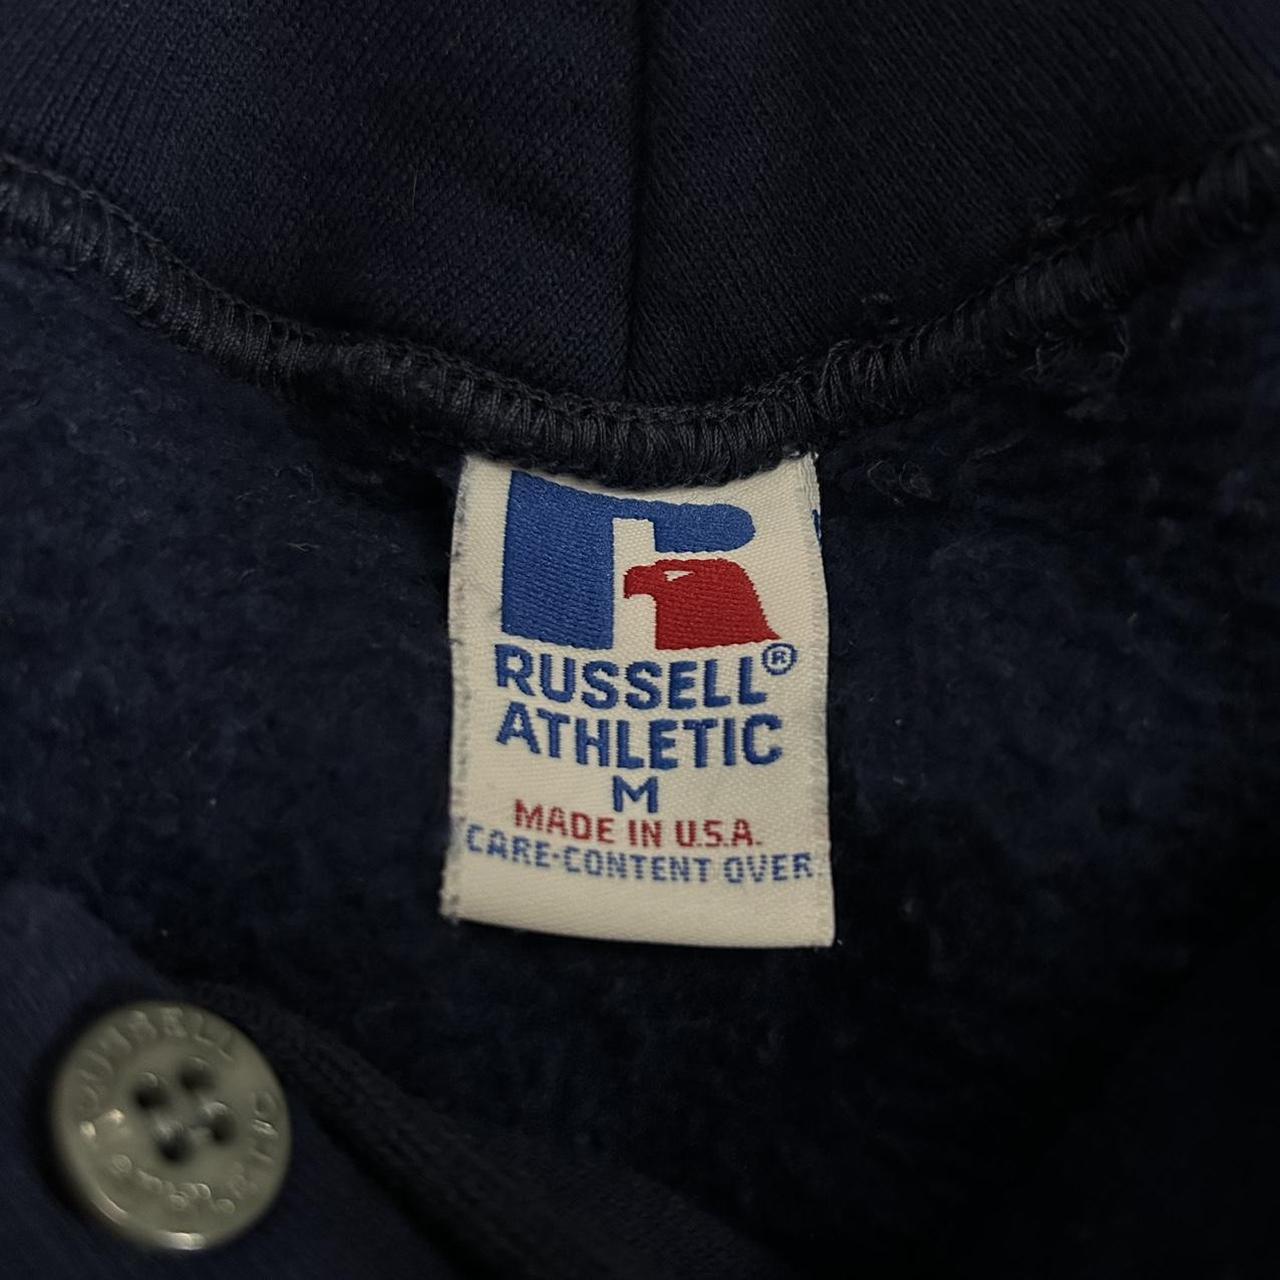 RUSSELL®
ATHLETIC
M
MADE IN U.S.A.
CARE-CONTENT OVER